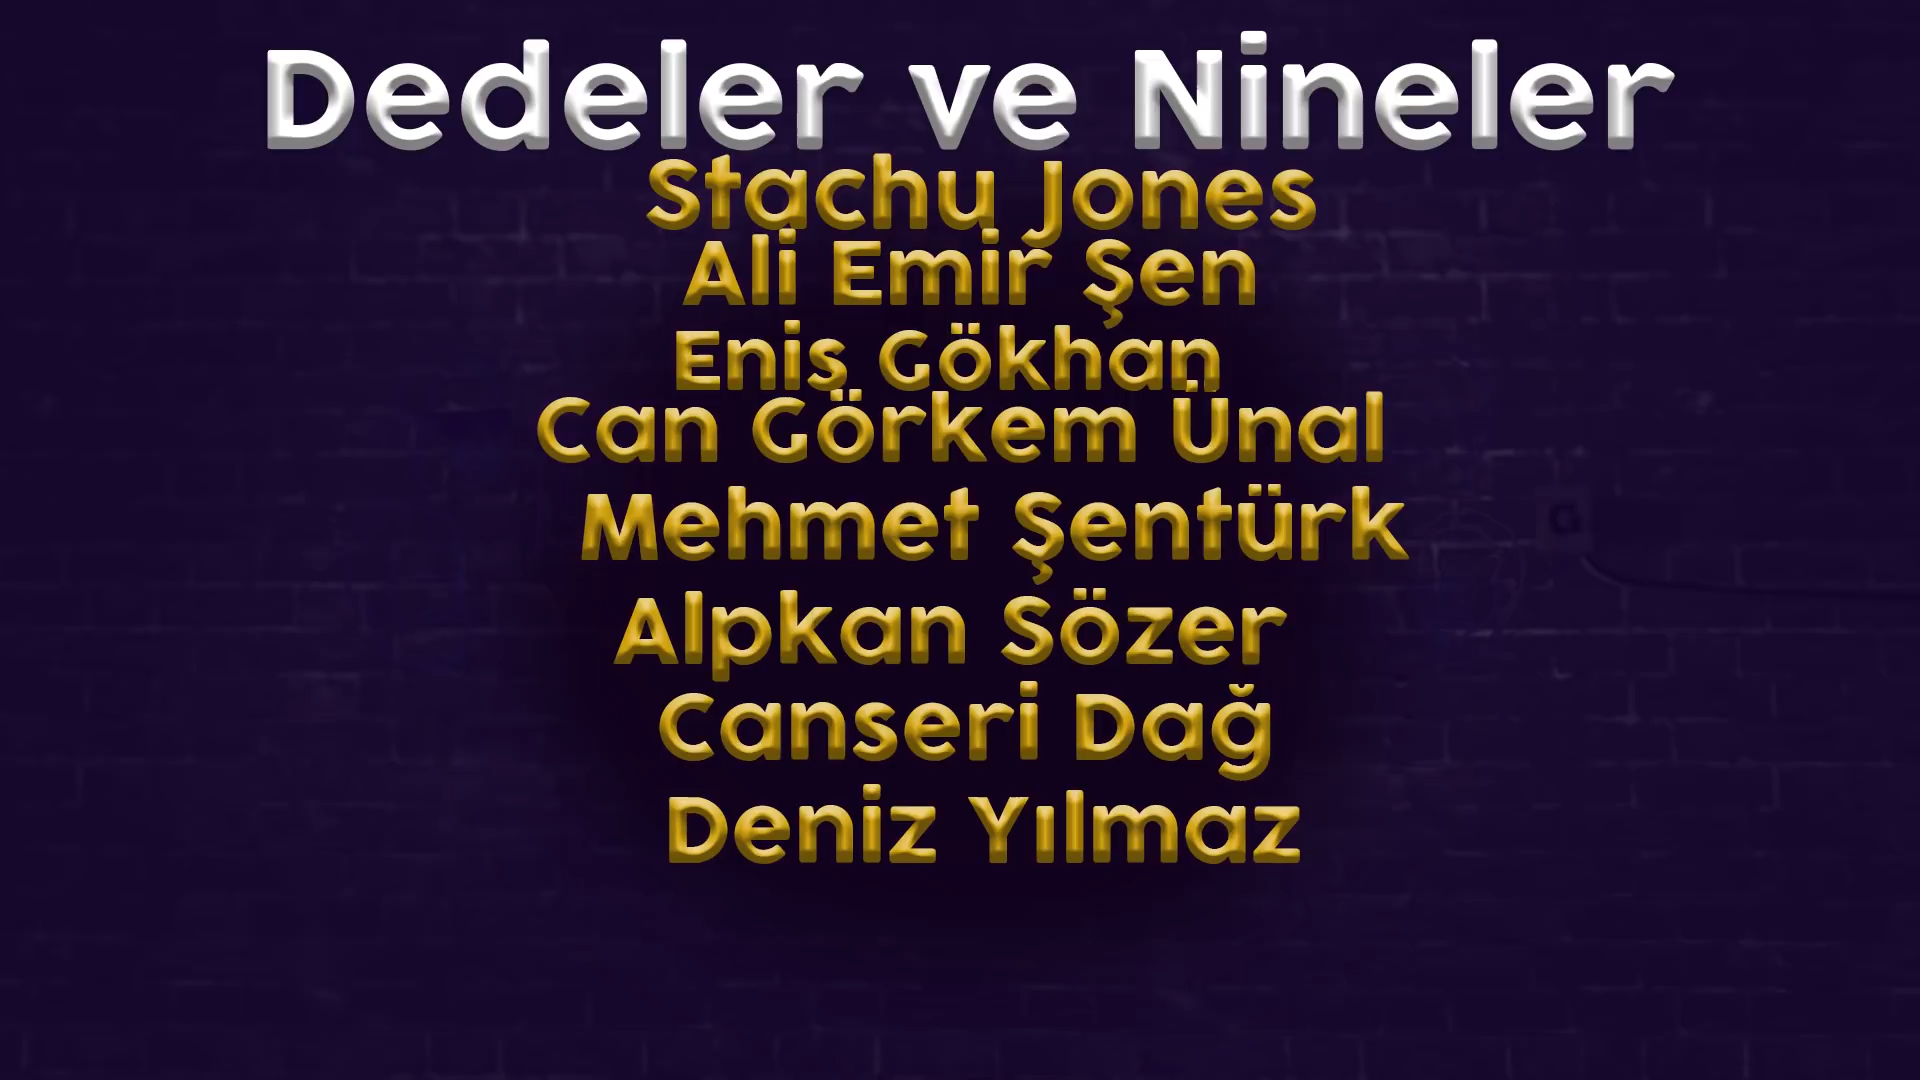 Dedeler ve Nineler
Stachu Jones
Ali Emir Şen
Enis Gökhan
Can Görkem Ünal
Mehmet Şentürk
Alpkan Sözer
Canseri Dağ
Deniz Yılmaz